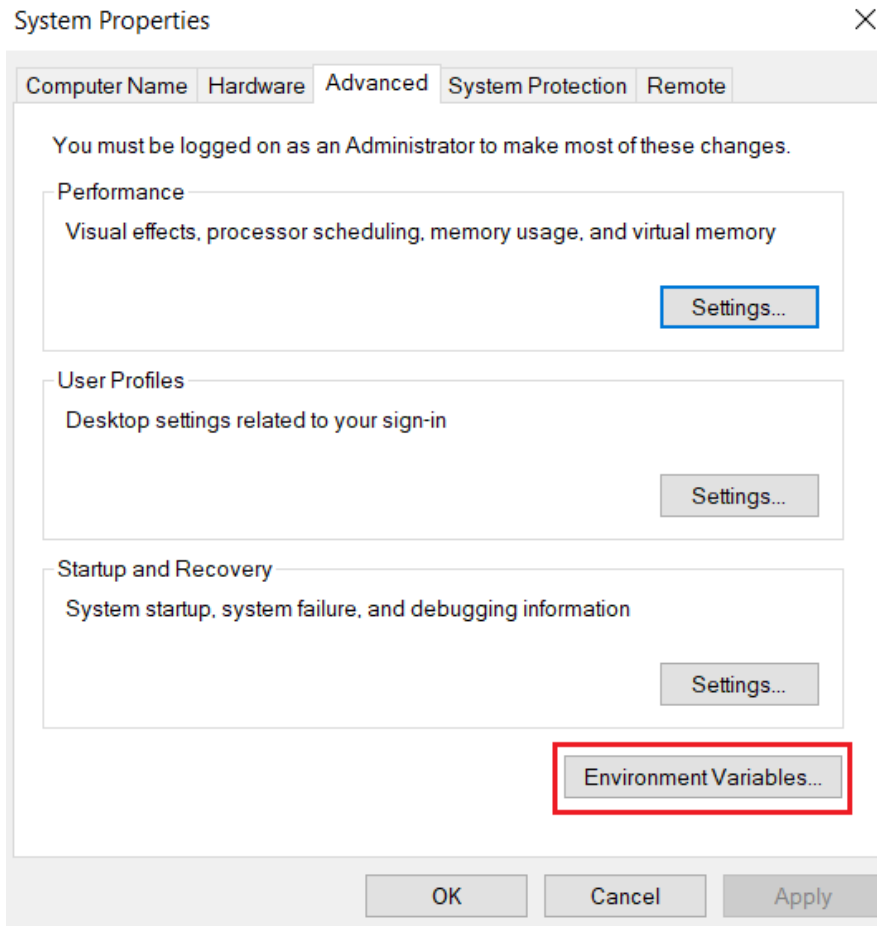 System Properties
Computer Name Hardware Advanced System Protection Remote
You must be logged on as an Administrator to make most of these changes.
Performance
Visual effects, processor scheduling, memory usage, and virtual memory
Settings...
User Profiles
Desktop settings related to your sign-in
Settings...
Startup and Recovery
System startup, system failure, and debugging information
Settings...
Environment Variables...
OK Cancel Apply